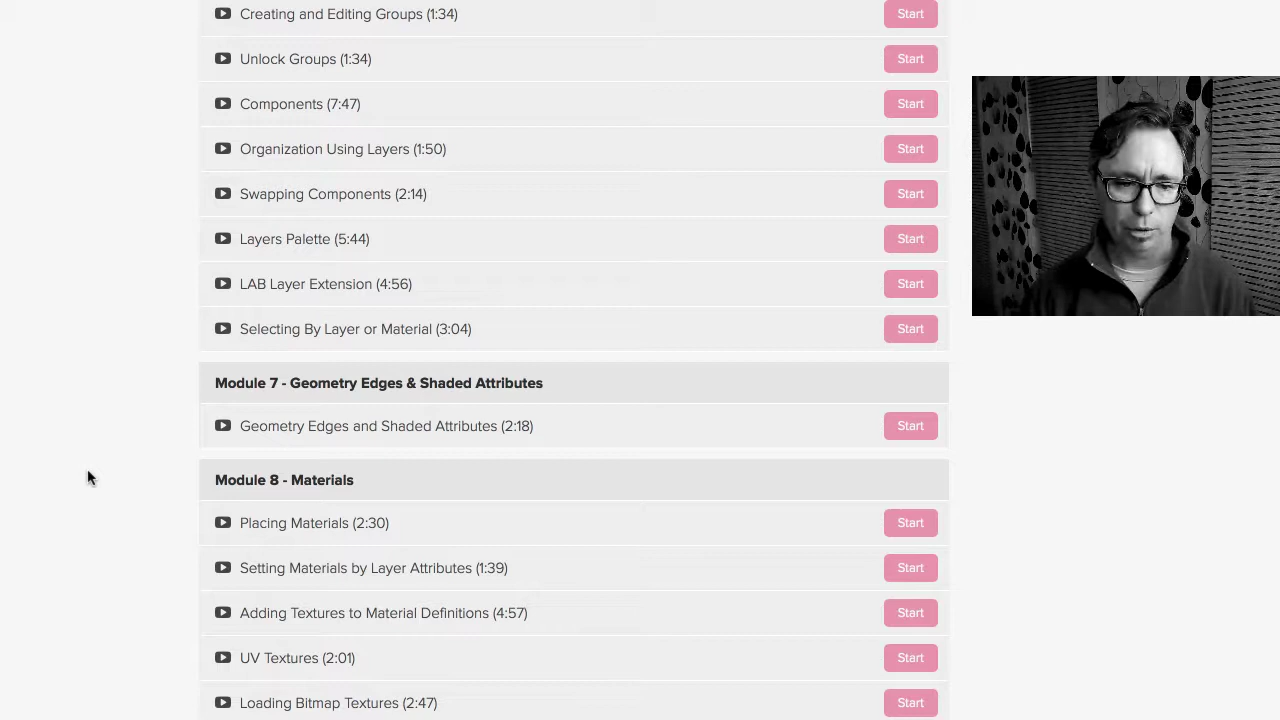 Creating and Editing Groups (1:34) Start
Unlock Groups (1:34) Start
Components (7:47) Start
Organization Using Layers (1:50) Start
Swapping Components (2:14) Start
Layers Palette (5:44) Start
LAB Layer Extension (4:56) Start
Selecting By Layer or Material (3:04) Start
Module 7 - Geometry Edges & Shaded Attributes
Geometry Edges and Shaded Attributes (2:18) Start
Module 8 - Materials
Placing Materials (2:30) Start
Setting Materials by Layer Attributes (1:39) Start
Adding Textures to Material Definitions (4:57) Start
UV Textures (2:01) Start
Loading Bitmap Textures (2:47) Start